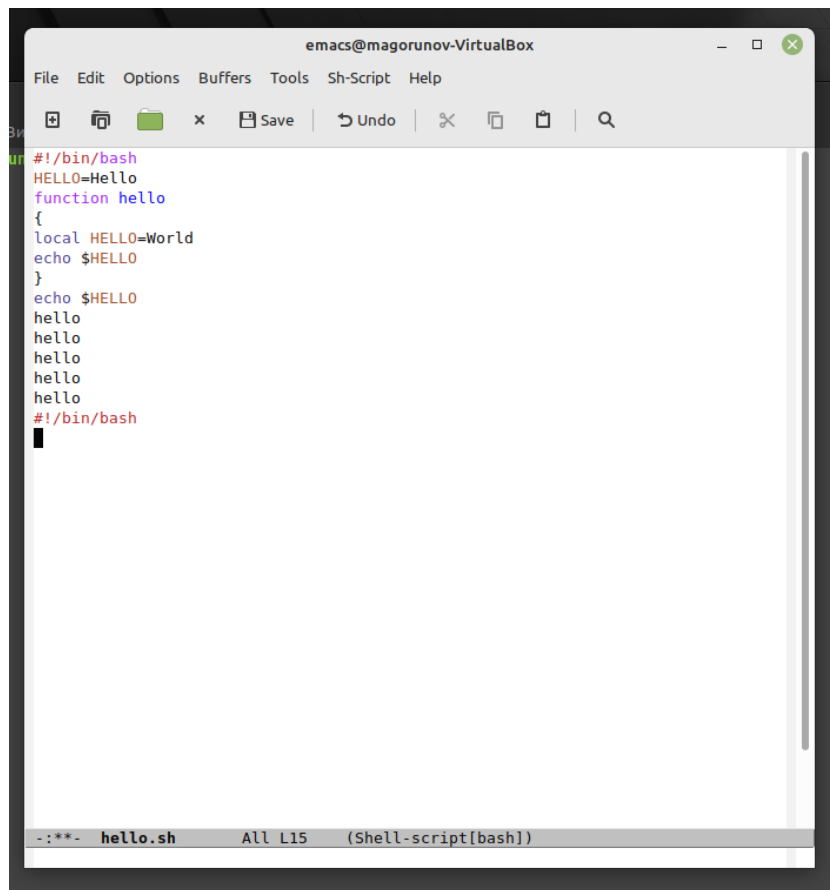 emacs@magorunov-VirtualBox
File Edit Options Buffers Tools Sh-Script Help
Save Undo
Ви
un
#!/bin/bash
HELLO=Hello
function hello
{
local HELLO=World
echo $HELLO
}
echo $HELLO
hello
hello
hello
hello
hello
#!/bin/bash
-:**- hello.sh All L15 (Shell-script[bash])